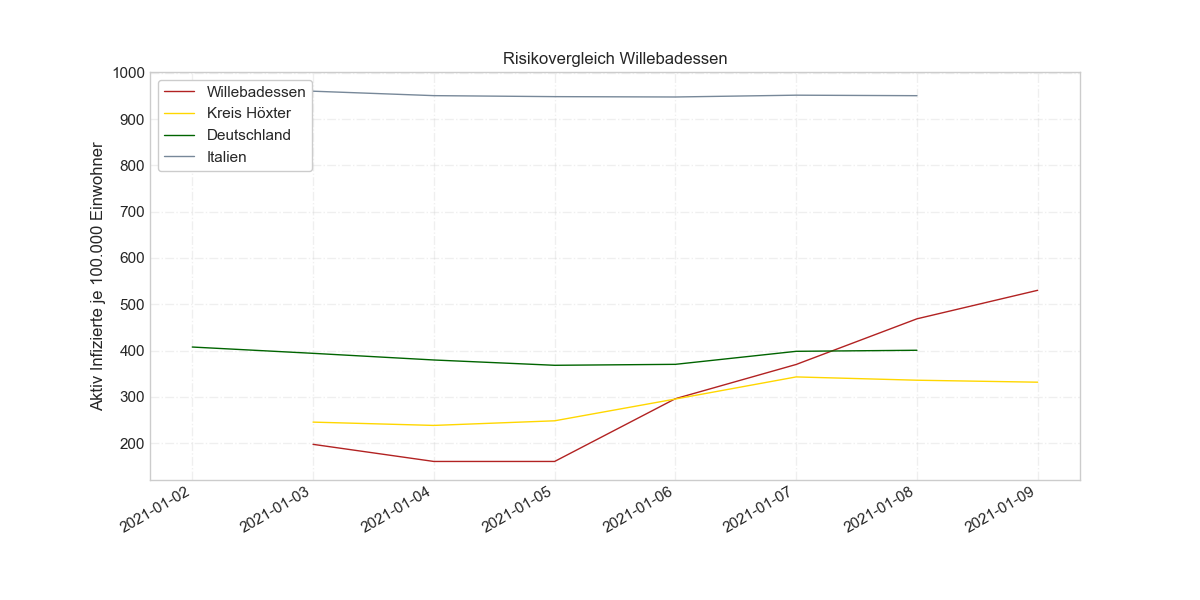 Risikovergleich Willebadessen
Aktiv Infizierte je 100.000 Einwohner
1000
900
800
700
600
500
400
300
200
Willebadessen
Kreis Höxter
Deutschland
Italien
2021-01-02
2021-01-03
2021-01-04
2021-01-05
2021-01-06
2021-01-07
2021-01-08
2021-01-09